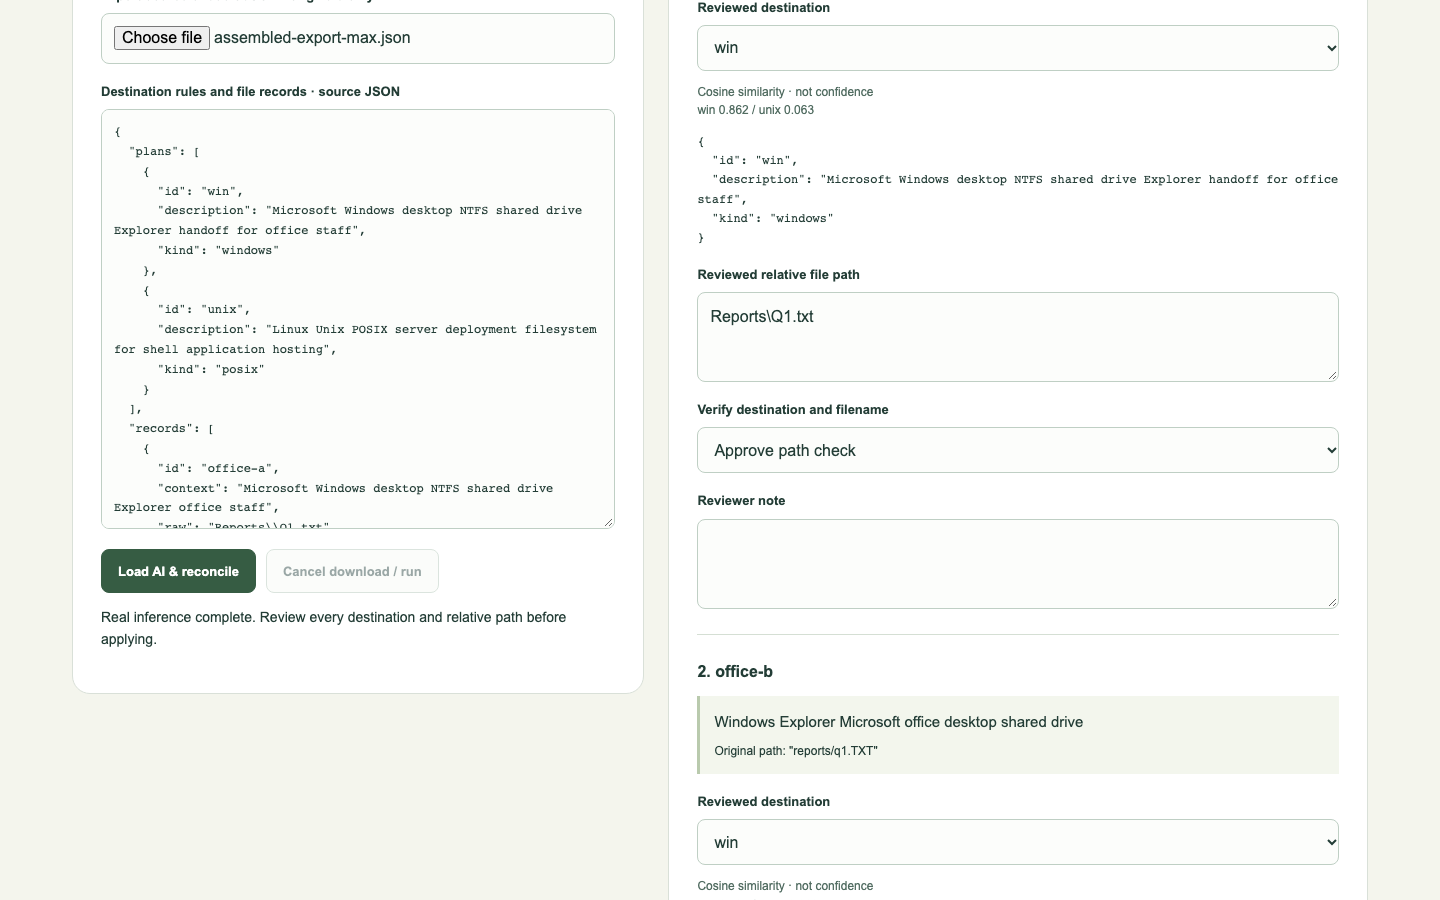 Choose file assembled-export-max.json
Destination rules and file records · source JSON
{
"plans": [
{
"id": "win",
"description": "Microsoft Windows desktop NTFS shared drive
Explorer handoff for office staff",
"kind": "windows"
},
{
"id": "unix",
"description": "Linux Unix POSIX server deployment filesystem
for shell application hosting",
"kind": "posix"
}
],
"records": [
{
"id": "office-a",
"context": "Microsoft Windows desktop NTFS shared drive
Explorer office staff",
"raw": "Reports\\Q1.txt"
Load AI & reconcile
Cancel download / run
Real inference complete. Review every destination and relative path before
applying.
Reviewed destination
win
Cosine similarity · not confidence
win 0.862 / unix 0.063
{
"id": "win",
"description": "Microsoft Windows desktop NTFS shared drive Explorer handoff for office
staff",
"kind": "windows"
}
Reviewed relative file path
Reports\Q1.txt
Verify destination and filename
Approve path check
Reviewer note
2. office-b
Windows Explorer Microsoft office desktop shared drive
Original path: "reports/q1.TXT"
Reviewed destination
win
Cosine similarity · not confidence